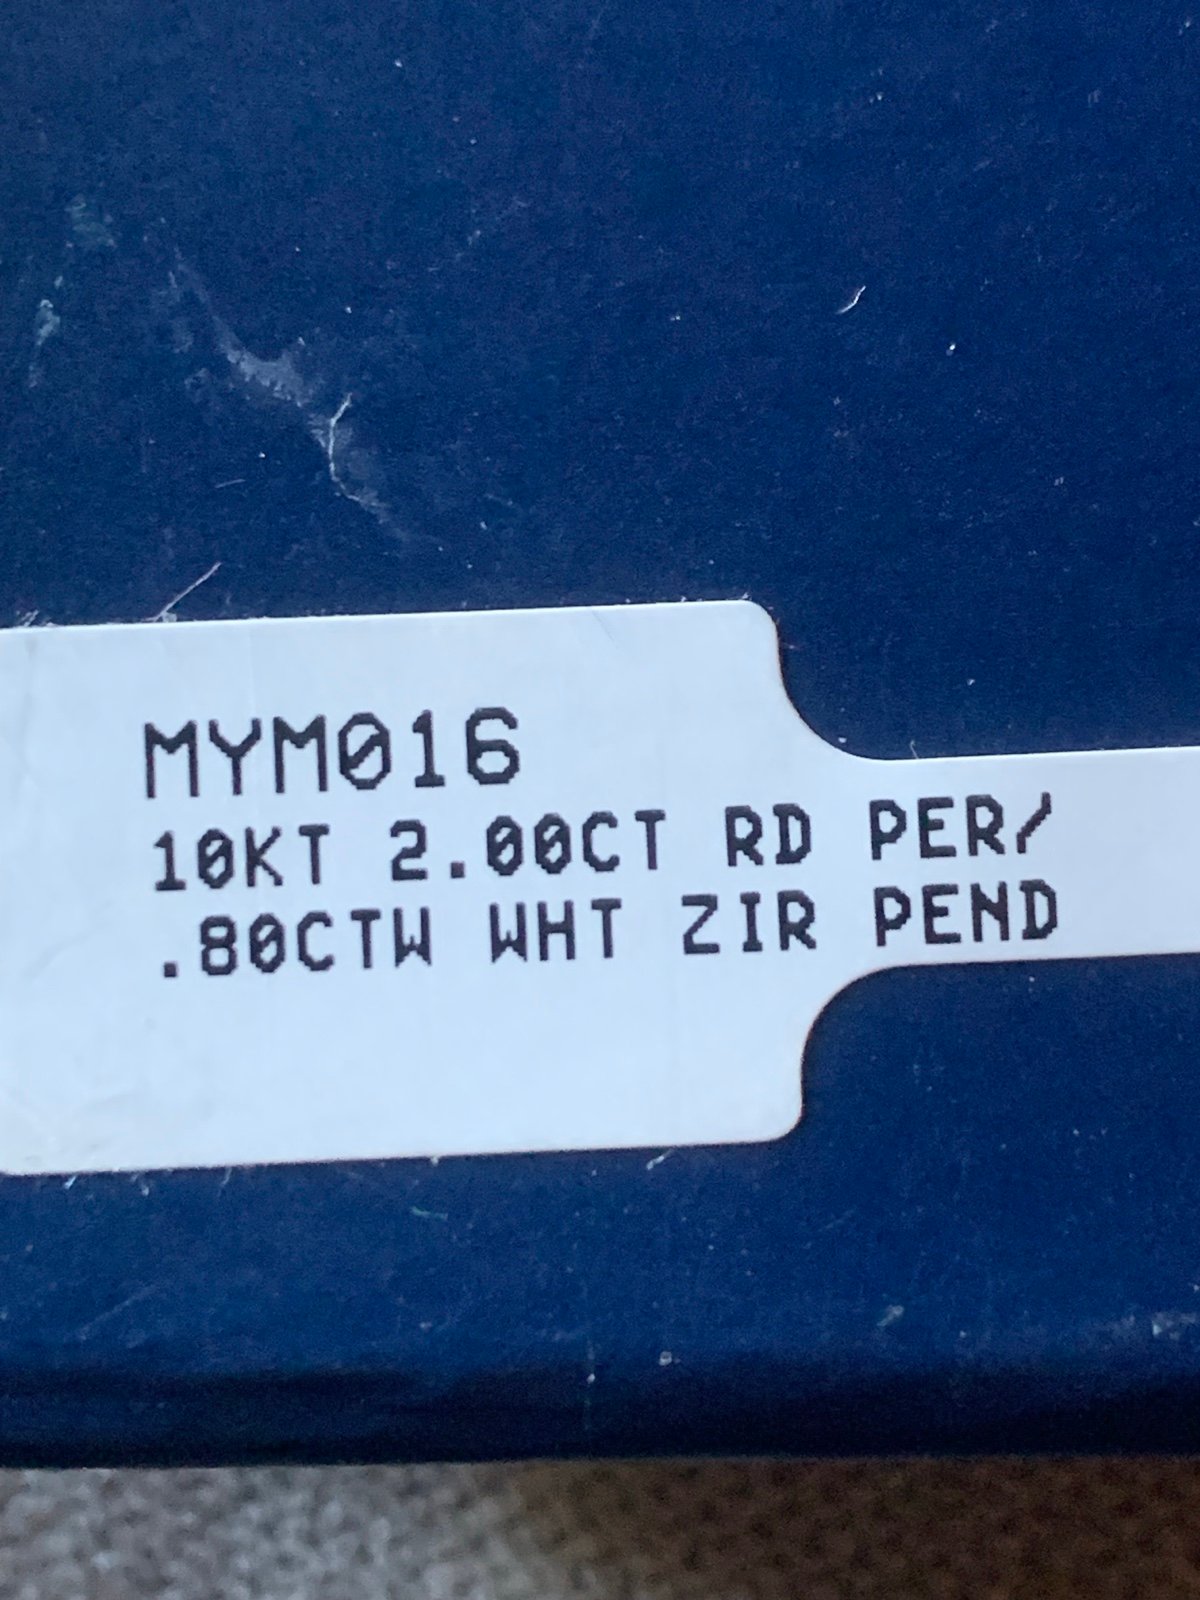 MYM016
10KT 2.00CT RD PER/
.80CTW WHT ZIR PEND